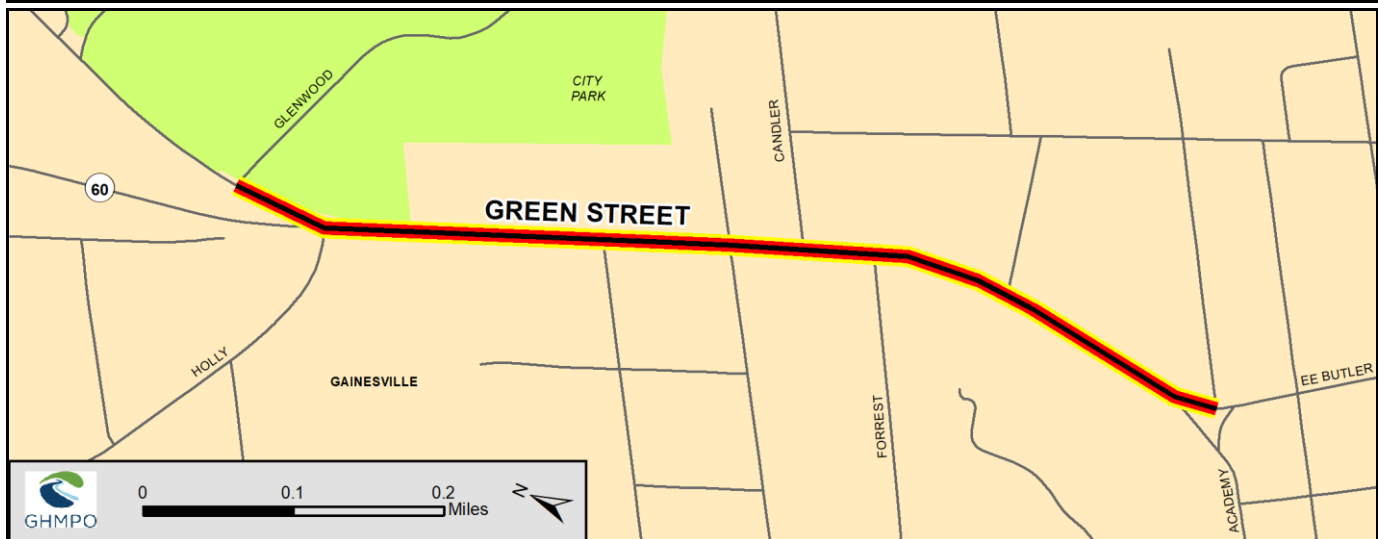 CITY
PARK
GLENWOOD
CANDLER
60
GREEN STREET
HOLLY
GAINESVILLE
EE BUTLER
FORREST
ACADEMY
GHMPO
0 0.1 0.2
Miles
N